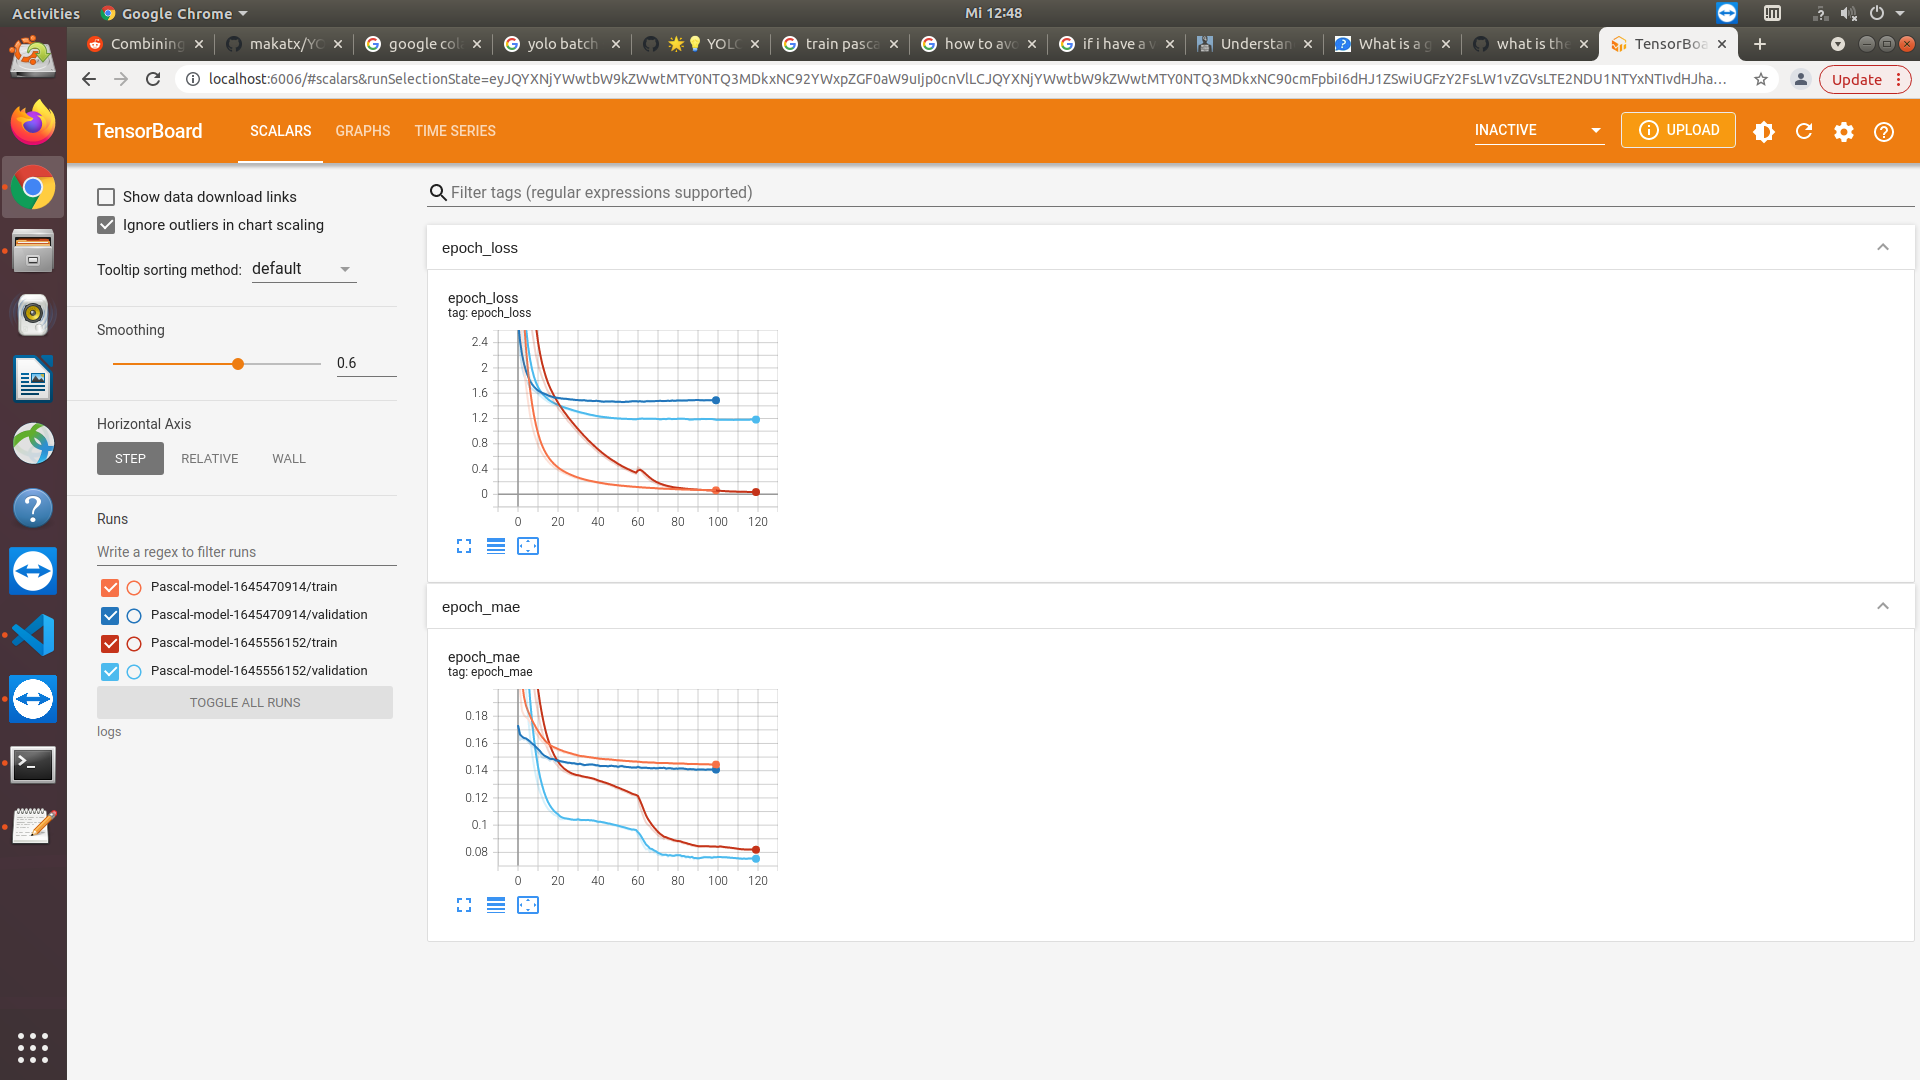 Activities
Google Chrome
Mi 12:48
Combining
makatx/YO
google col
yolo batch
YOLO
train pasca
how to avo
if i have a v
Understan
What is a g
what is the
TensorBoa
localhost:6006/#scalars&runSelectionState=eyJQYXNjYWwtbW9kZWwtMTY0NTQ3MDkxNC92YWxpZGF0aW9uIjp0cnVlLCJQYXNjYWwtbW9kZWwtMTY0NTQ3MDkxNC90cmFpbiI6dHJ1ZSwiUGFzY2FsLW1vZGVsLTE2NDU1NTYxNTIvdHJha...
Update
TensorBoard
SCALARS
GRAPHS
TIME SERIES
INACTIVE
UPLOAD
Show data download links
Ignore outliers in chart scaling
Tooltip sorting method:
default
Smoothing
0.6
Horizontal Axis
STEP
RELATIVE
WALL
Runs
Write a regex to filter runs
Pascal-model-1645470914/train
Pascal-model-1645470914/validation
Pascal-model-1645556152/train
Pascal-model-1645556152/validation
TOGGLE ALL RUNS
logs
Filter tags (regular expressions supported)
epoch_loss
epoch_loss
tag: epoch_loss
2.4
2
1.6
1.2
0.8
0.4
0
0 20 40 60 80 100 120
epoch_mae
epoch_mae
tag: epoch_mae
0.18
0.16
0.14
0.12
0.1
0.08
0 20 40 60 80 100 120